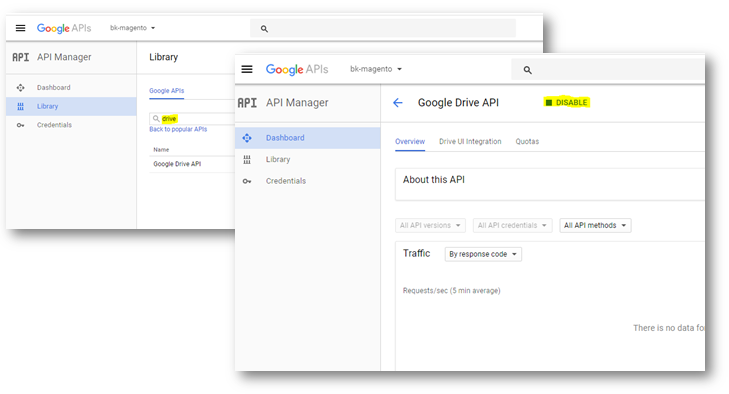 Google APIs bk-magento
API API Manager Library
Dashboard
Library
Credentials
Google APIs
drive
Back to popular APIs
Name
Google Drive API
Google APIs bk-magento
API API Manager Google Drive API DISABLE
Dashboard
Library
Credentials
Overview Drive UI Integration Quotas
About this API
All API versions All API credentials All API methods
Traffic By response code
Requests/sec (5 min average)
There is no data for